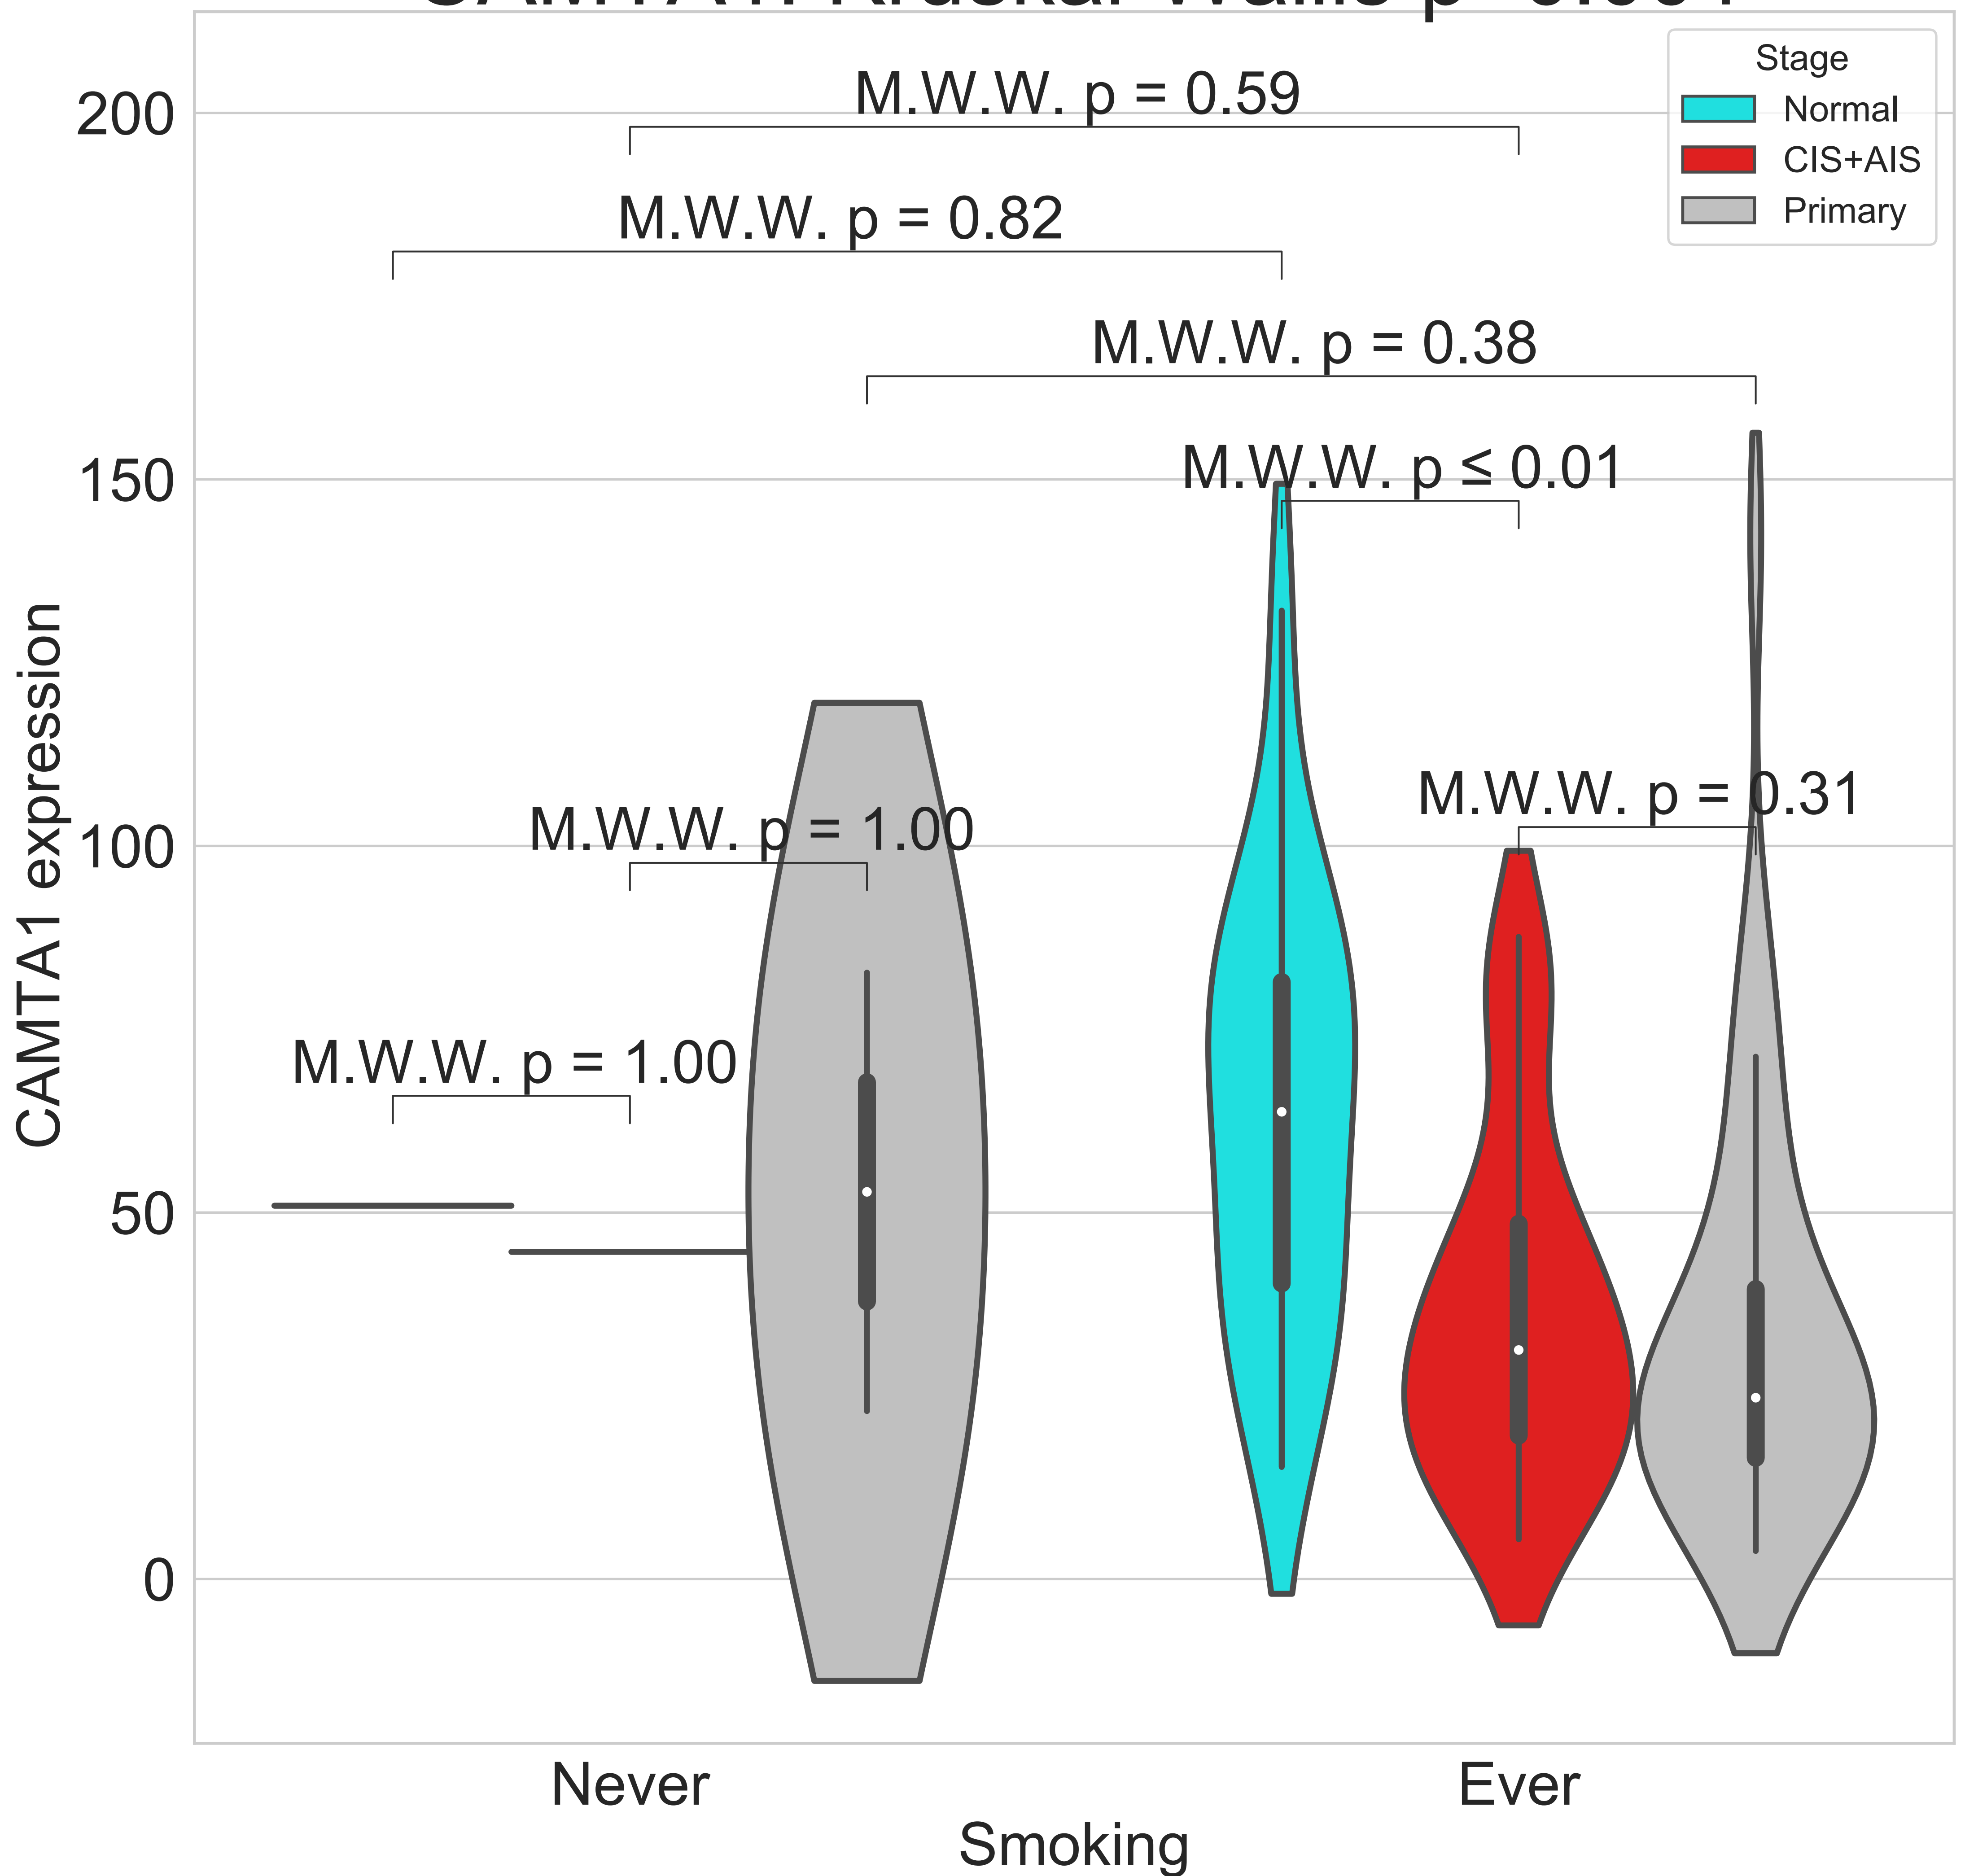 Stage
Normal
CIS+AIS
Primary
200
150
100
50
0
M.W.W. p = 0.59
M.W.W. p = 0.82
M.W.W. p = 0.38
M.W.W. p ≤ 0.01
M.W.W. p = 1.00
M.W.W. p = 0.31
M.W.W. p = 1.00
CAMTA1 expression
Never
Ever
Smoking